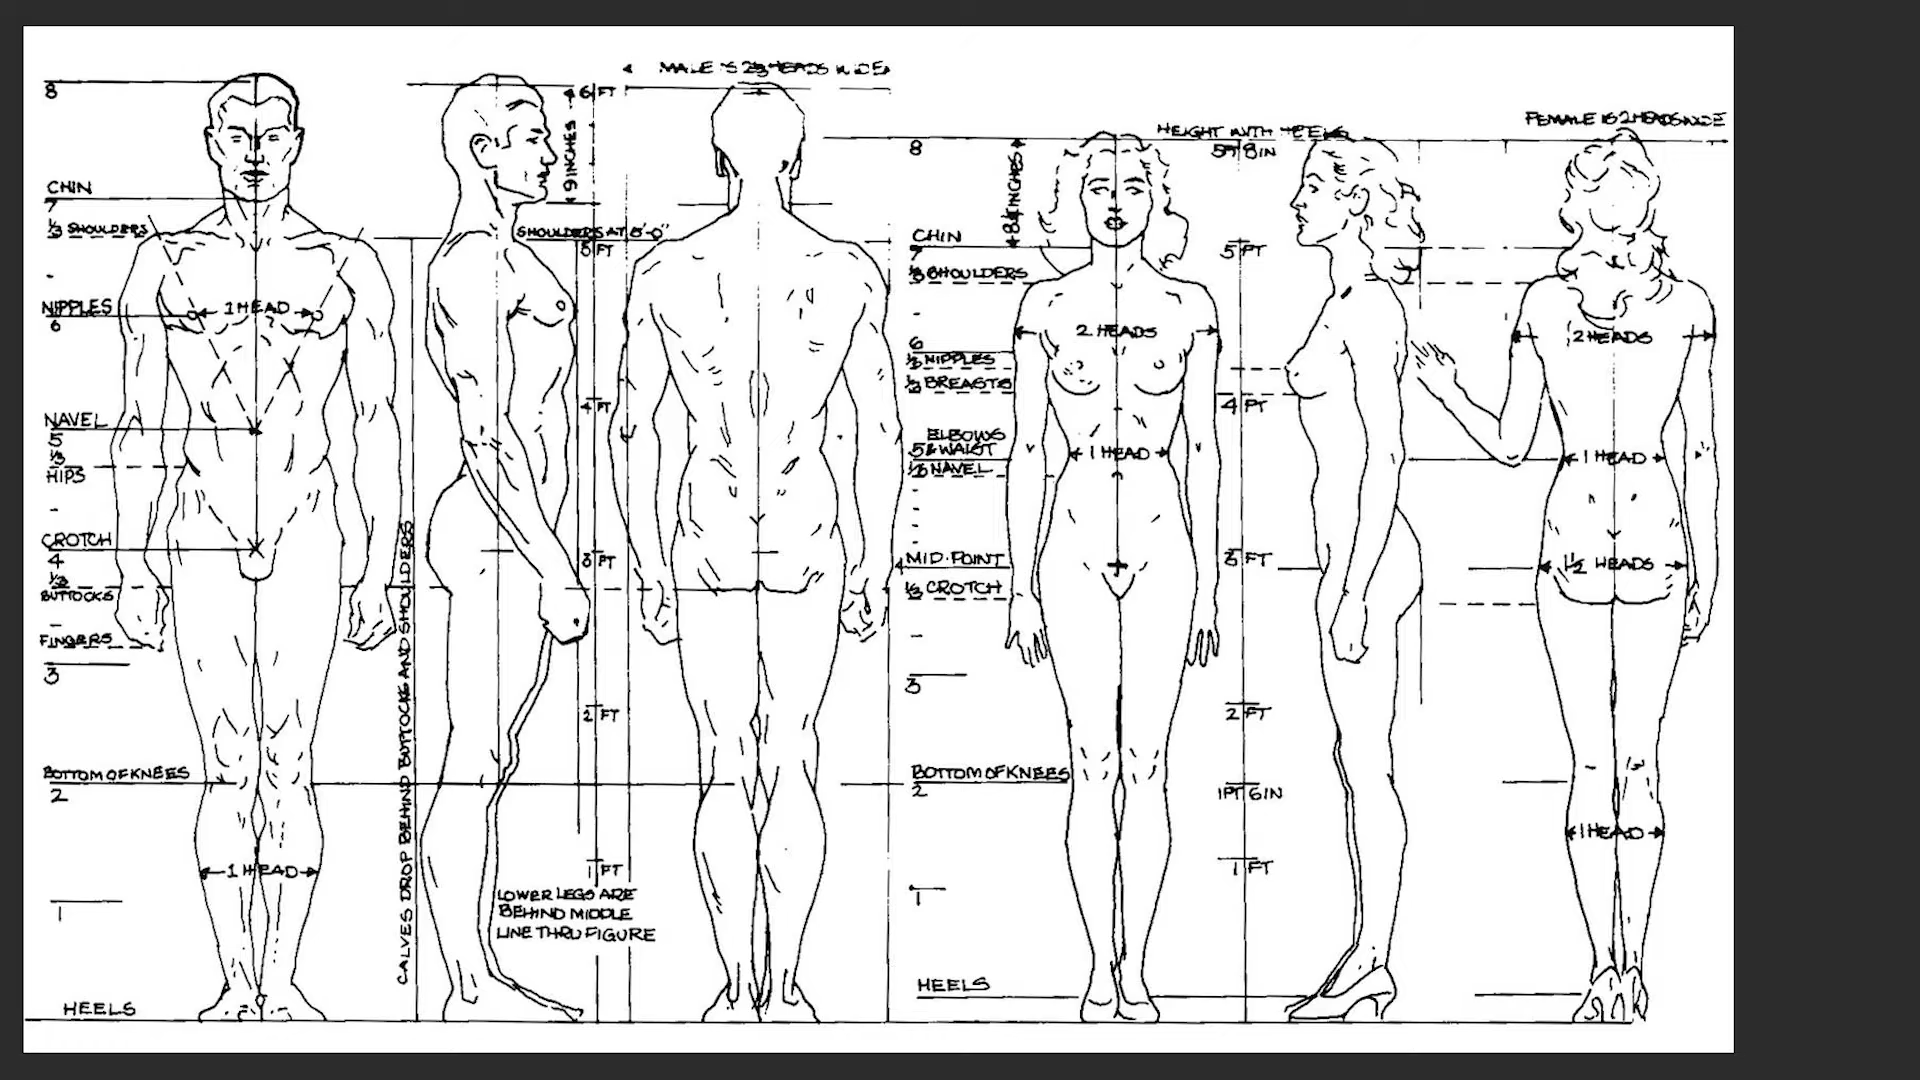 8
CHIN
7
1/3 SHOULDERS
NIPPLES
6
1 HEAD
NAVEL
5
1/3
HIPS
CROTCH
4
1/3
BUTTOCKS
FINGERS
3
BOTTOM OF KNEES
2
1 HEAD
1
HEELS
CALVES DROP BEHIND BUTTOCKS AND SHOULDERS
MALE IS 2 1/3 HEADS WIDE
6 FT
9 INCHES
SHOULDERS AT 5'-0"
5 FT
4 FT
3 FT
2 FT
1 FT
LOWER LEGS ARE
BEHIND MIDDLE
LINE THRU FIGURE
8
CHIN
7
1/3 SHOULDERS
6
1/3 NIPPLES
1/3 BREASTS
ELBOWS
5 & WAIST
1/3 NAVEL
MID-POINT
4
1/3 CROTCH
3
BOTTOM OF KNEES
2
1
HEELS
2 HEADS
1 HEAD
HEIGHT WITH HEELS
5 FT 8 IN
5 FT
4 FT
3 FT
2 FT
1 FT 6 IN
1 FT
FEMALE IS 2 HEADS WIDE
2 HEADS
1 HEAD
1 1/2 HEADS
1 HEAD